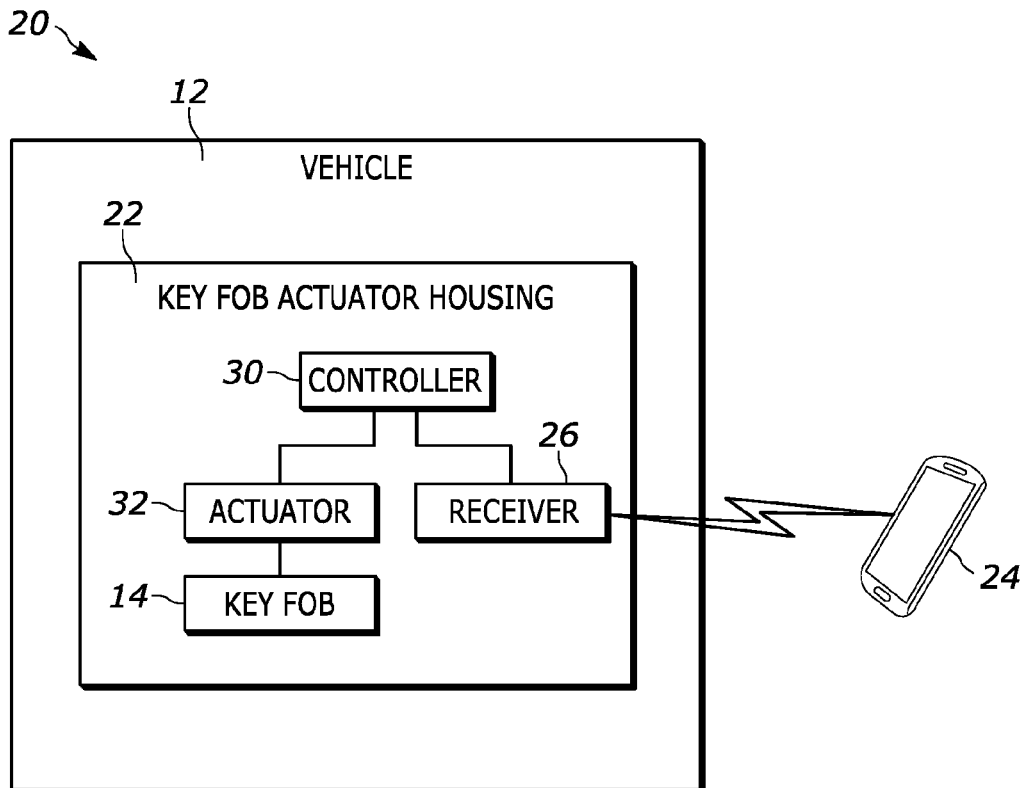 20
12
VEHICLE
22
KEY FOB ACTUATOR HOUSING
30
CONTROLLER
26
32
ACTUATOR
RECEIVER
24
14
KEY FOB